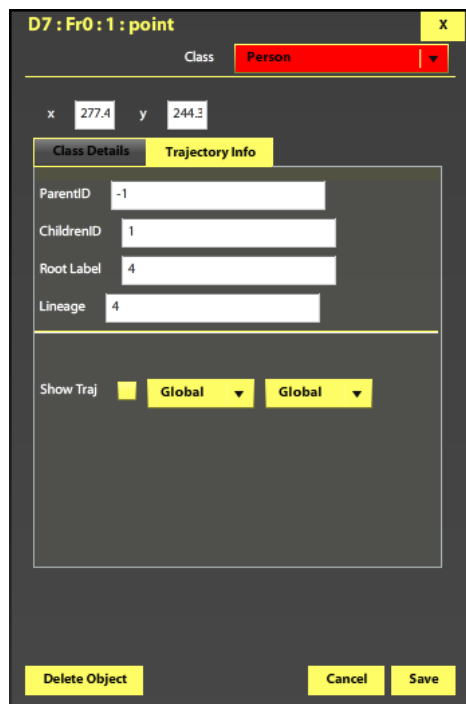 D7 : Fr0 : 1 : point X
Class Person
x 277.4 y 244.3
Class Details Trajectory Info
ParentID -1
ChildrenID 1
Root Label 4
Lineage 4
Show Traj Global Global
Delete Object Cancel Save